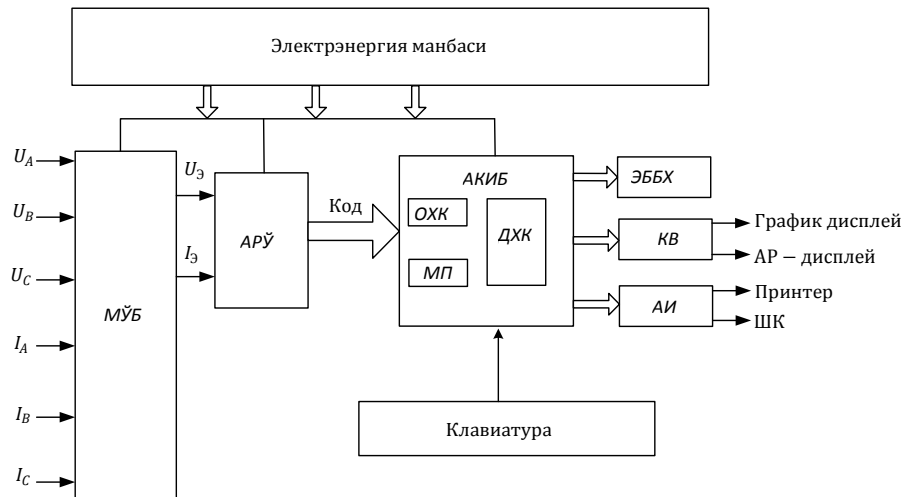 Электрэнергия манбаси
U_A
U_B
U_C
I_A
I_B
I_C
МЎБ
U_Э
I_Э
АРЎ
Код
АКИБ
ОХК
МП
ДХК
ЭББХ
КВ
АИ
График дисплей
АР − дисплей
Принтер
ШК
Клавиатура